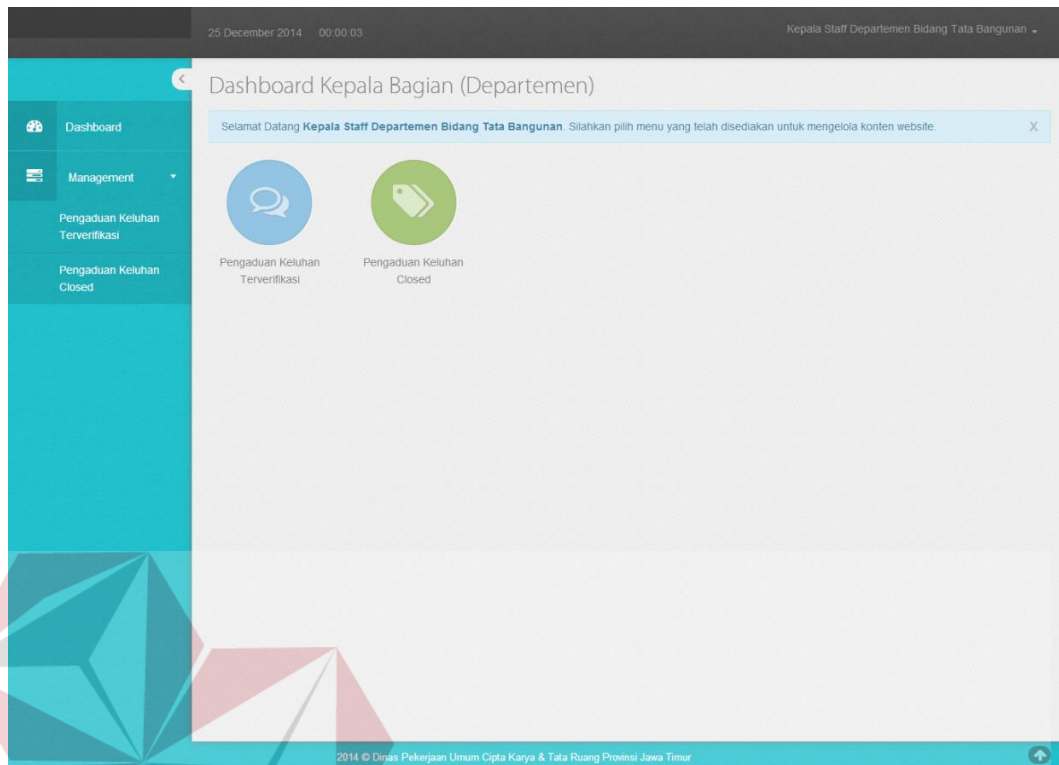 25 December 2014 00:00:03
Kepala Staff Departemen Bidang Tata Bangunan
Dashboard Kepala Bagian (Departemen)
Selamat Datang Kepala Staff Departemen Bidang Tata Bangunan. Silahkan pilih menu yang telah disediakan untuk mengelola konten website.
X
Dashboard
Management
Pengaduan Keluhan
Terverifikasi
Pengaduan Keluhan
Closed
Pengaduan Keluhan
Terverifikasi
Pengaduan Keluhan
Closed
2014 © Dinas Pekerjaan Umum Cipta Karya & Tata Ruang Provinsi Jawa Timur